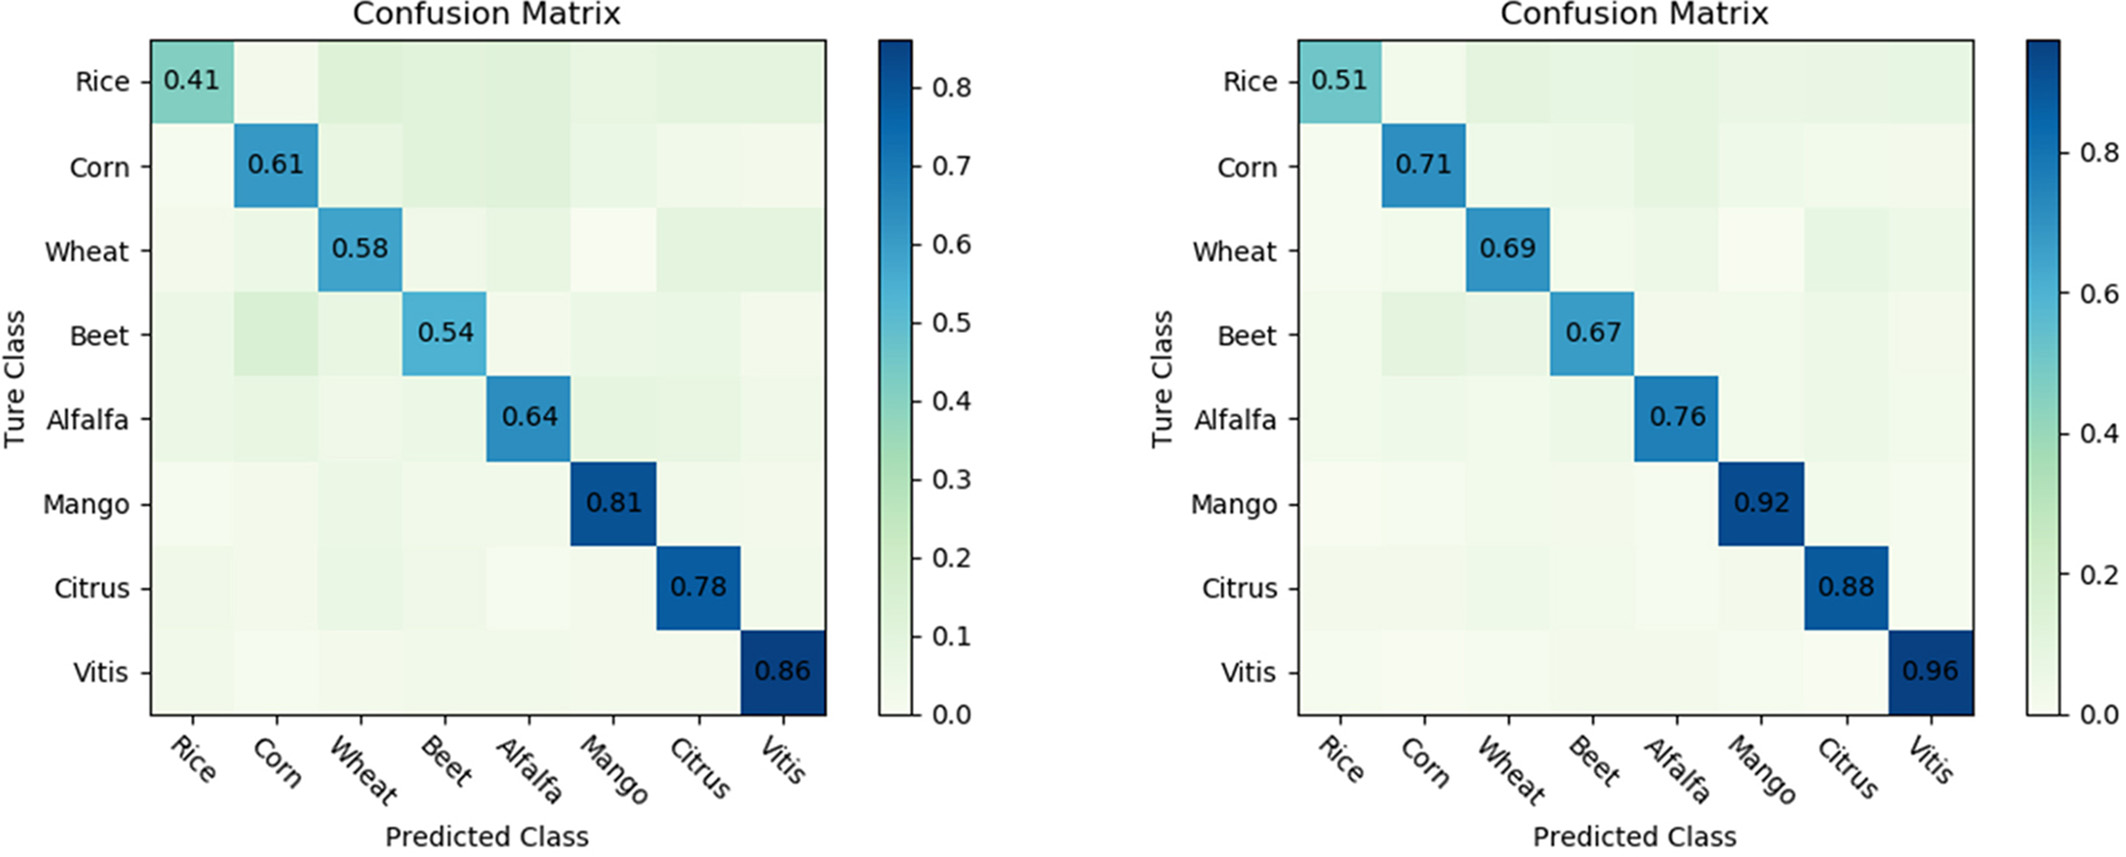 Confusion Matrix
Ture Class
Rice
Corn
Wheat
Beet
Alfalfa
Mango
Citrus
Vitis
0.41
0.61
0.58
0.54
0.64
0.81
0.78
0.86
Rice
Corn
Wheat
Beet
Alfalfa
Mango
Citrus
Vitis
Predicted Class
0.8
0.7
0.6
0.5
0.4
0.3
0.2
0.1
0.0
Confusion Matrix
Ture Class
Rice
Corn
Wheat
Beet
Alfalfa
Mango
Citrus
Vitis
0.51
0.71
0.69
0.67
0.76
0.92
0.88
0.96
Rice
Corn
Wheat
Beet
Alfalfa
Mango
Citrus
Vitis
Predicted Class
0.8
0.6
0.4
0.2
0.0